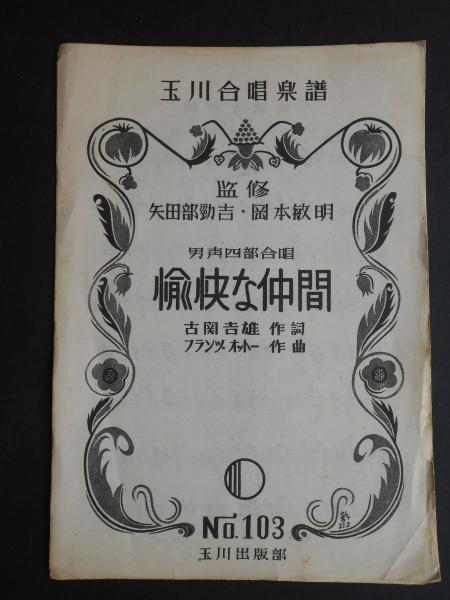 玉川合唱楽譜
監修
矢田部勁吉・岡本敏明
男声四部合唱
愉快な仲間
古関吉雄 作詞
フランツ・オットー 作曲
No.103
玉川出版部